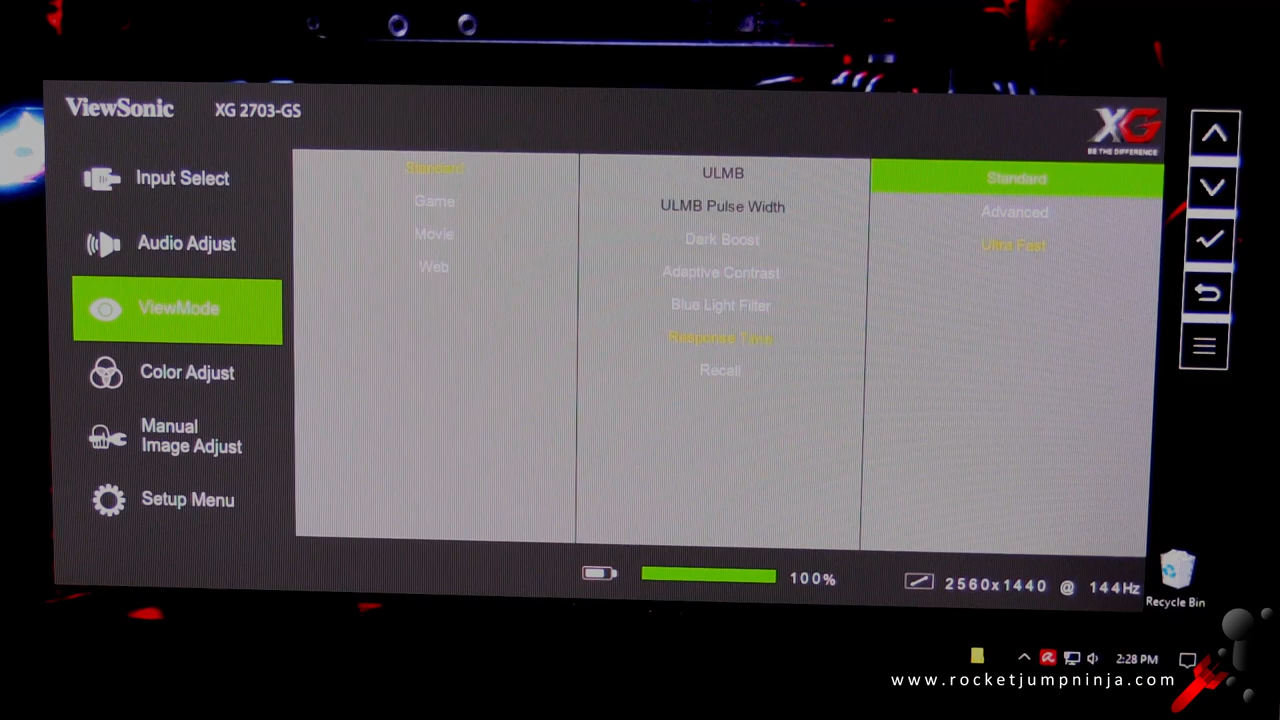 ViewSonic XG 2703-GS
XG
BE THE DIFFERENCE
Input Select
Audio Adjust
ViewMode
Color Adjust
Manual
Image Adjust
Setup Menu
Standard
Game
Movie
Web
ULMB
ULMB Pulse Width
Dark Boost
Adaptive Contrast
Blue Light Filter
Response Time
Recall
Standard
Advanced
Ultra Fast
100%
2560x1440 @ 144Hz
Recycle Bin
2:28 PM
www.rocketjumpninja.com